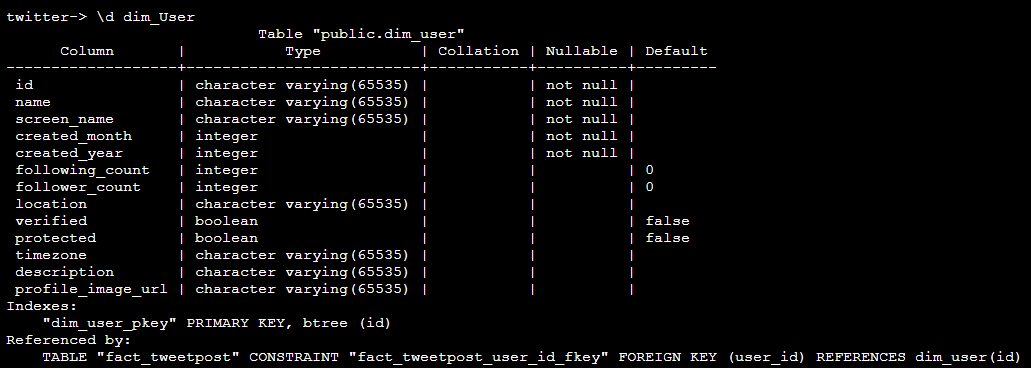 twitter-> \d dim_User
                                Table "public.dim_user"
      Column       |            Type            | Collation | Nullable | Default
-------------------+----------------------------+-----------+----------+---------
 id                | character varying(65535)   |           | not null |
 name              | character varying(65535)   |           | not null |
 screen_name       | character varying(65535)   |           | not null |
 created_month     | integer                    |           | not null |
 created_year      | integer                    |           | not null |
 following_count   | integer                    |           |          | 0
 follower_count    | integer                    |           |          | 0
 location          | character varying(65535)   |           |          |
 verified          | boolean                    |           |          | false
 protected         | boolean                    |           |          | false
 timezone          | character varying(65535)   |           |          |
 description       | character varying(65535)   |           |          |
 profile_image_url | character varying(65535)   |           |          |
Indexes:
    "dim_user_pkey" PRIMARY KEY, btree (id)
Referenced by:
    TABLE "fact_tweetpost" CONSTRAINT "fact_tweetpost_user_id_fkey" FOREIGN KEY (user_id) REFERENCES dim_user(id)